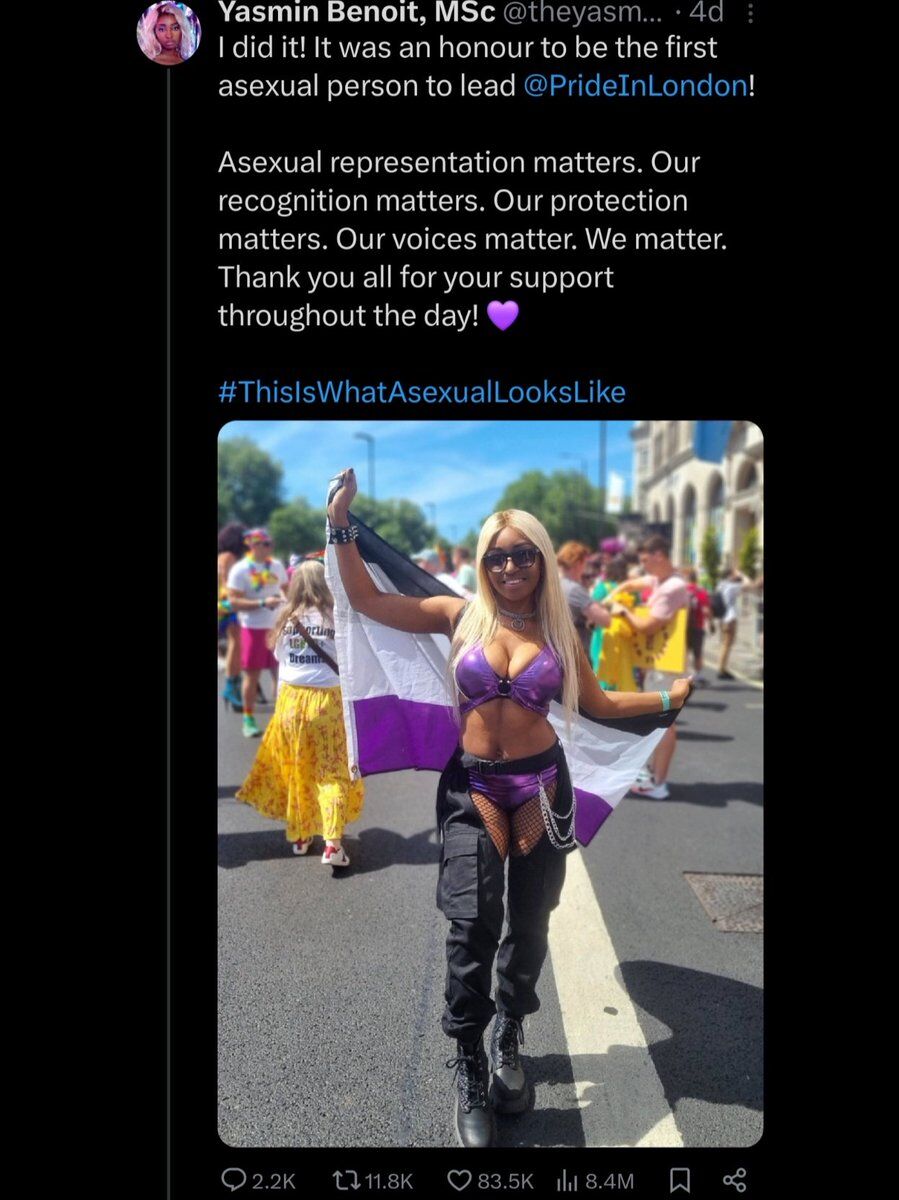 Yasmin Benoit, MSc @theyasm... · 4d
I did it! It was an honour to be the first
asexual person to lead @PrideInLondon!
Asexual representation matters. Our
recognition matters. Our protection
matters. Our voices matter. We matter.
Thank you all for your support
throughout the day! 💜
#ThisIsWhatAsexualLooksLike
supporting
Dreams
2.2K 11.8K 83.5K 8.4M